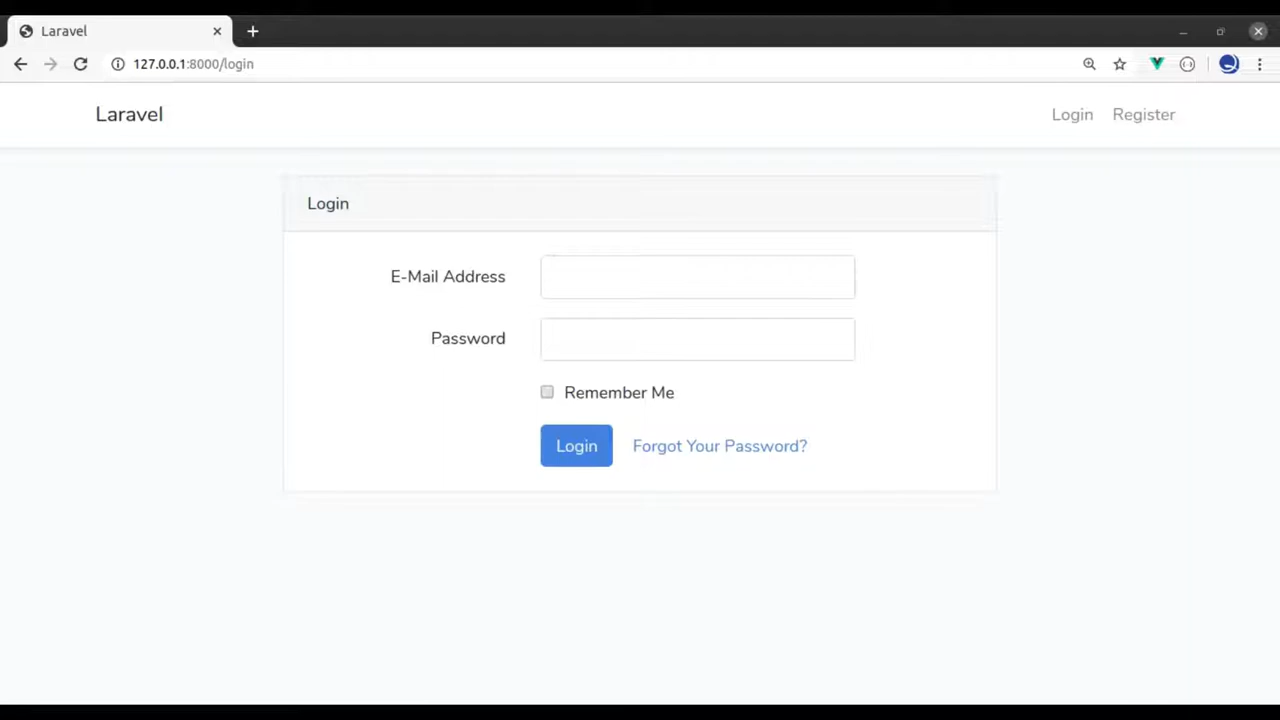 Laravel
127.0.0.1:8000/login
Laravel
Login Register
Login
E-Mail Address
Password
Remember Me
Login Forgot Your Password?